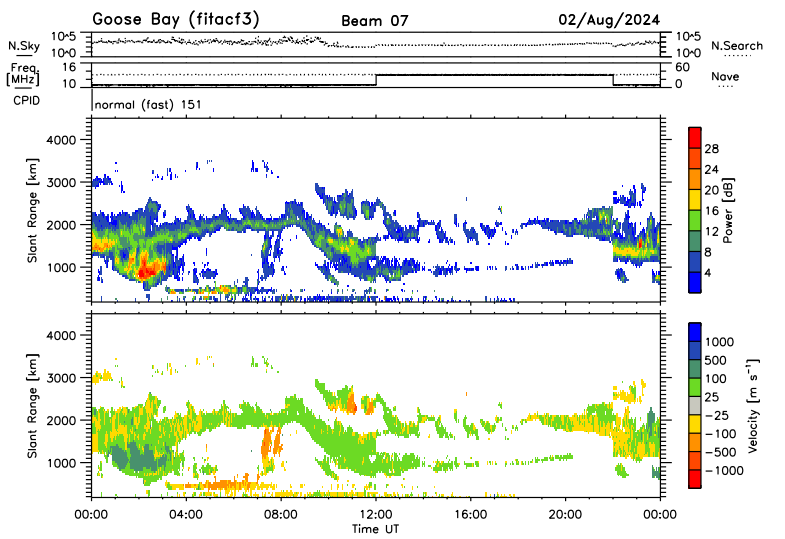 Goose Bay (fitacf3) Beam 07 02/Aug/2024
N.Sky 10^5 10^0 10^5 10^0 N.Search
Freq. [MHz] 16 10 60 0 Nave
CPID normal (fast) 151
Slant Range [km] 4000 3000 2000 1000
28 24 20 16 12 8 4 Power [dB]
Slant Range [km] 4000 3000 2000 1000
1000 500 100 25 −25 −100 −500 −1000 Velocity [m s⁻¹]
00:00 04:00 08:00 12:00 16:00 20:00 00:00
Time UT